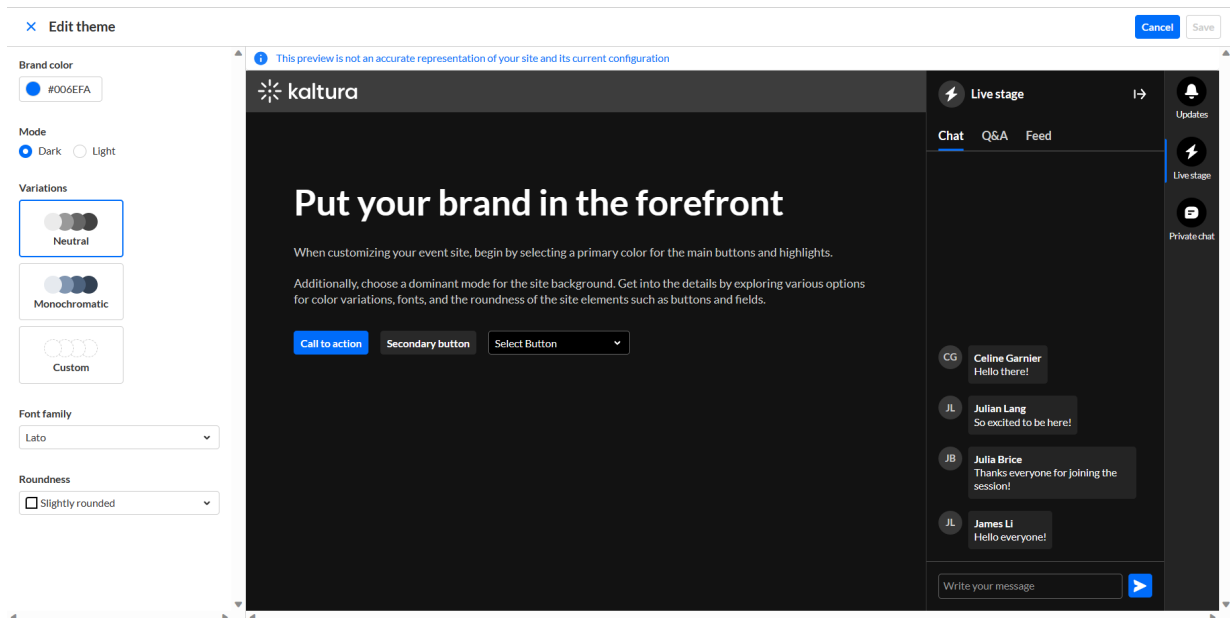 Edit theme
Cancel
Save
Brand color
#006EFA
Mode
Dark
Light
Variations
Neutral
Monochromatic
Custom
Font family
Lato
Roundness
Slightly rounded
This preview is not an accurate representation of your site and its current configuration
kaltura
Put your brand in the forefront
When customizing your event site, begin by selecting a primary color for the main buttons and highlights.
Additionally, choose a dominant mode for the site background. Get into the details by exploring various options
for color variations, fonts, and the roundness of the site elements such as buttons and fields.
Call to action
Secondary button
Select Button
Live stage
Chat
Q&A
Feed
CG
Celine Garnier
Hello there!
JL
Julian Lang
So excited to be here!
JB
Julia Brice
Thanks everyone for joining the
session!
JL
James Li
Hello everyone!
Write your message
Updates
Live stage
Private chat